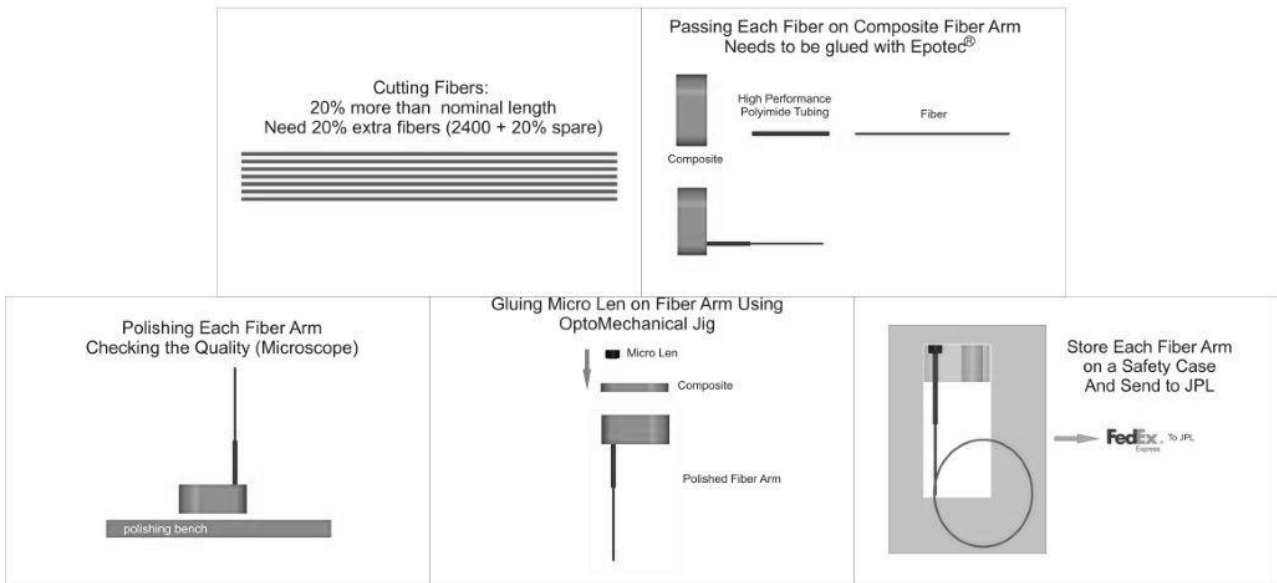 Cutting Fibers:
20% more than nominal length
Need 20% extra fibers (2400 + 20% spare)
Passing Each Fiber on Composite Fiber Arm
Needs to be glued with Epotec®
High Performance
Polyimide Tubing
Fiber
Composite
Polishing Each Fiber Arm
Checking the Quality (Microscope)
polishing bench
Gluing Micro Len on Fiber Arm Using
OptoMechanical Jig
Micro Len
Composite
Polished Fiber Arm
Store Each Fiber Arm
on a Safety Case
And Send to JPL
FedEx® To JPL
Express